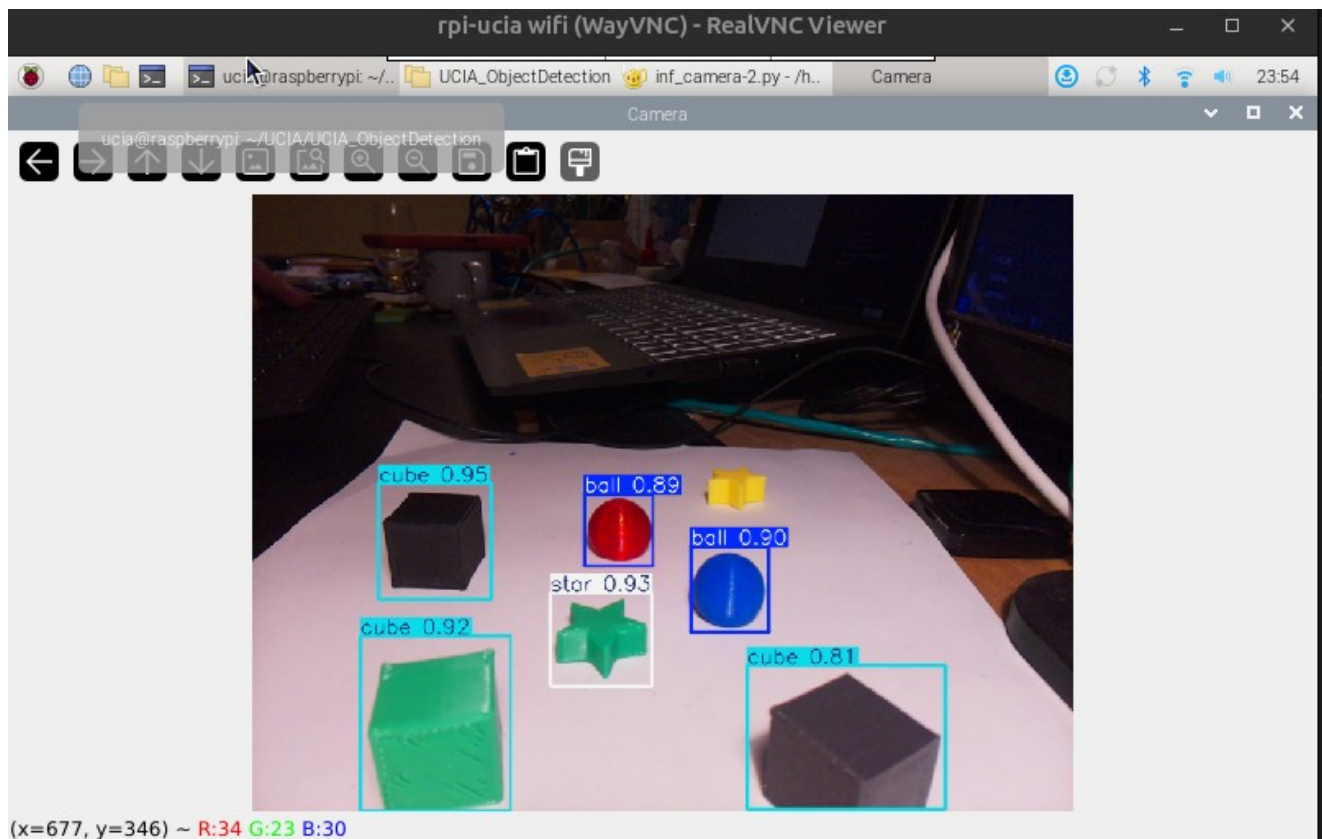 rpi-ucia wifi (WayVNC) - RealVNC Viewer
ucia@raspberrypi: ~/.. UCIA_ObjectDetection inf_camera-2.py - /h.. Camera 23:54
Camera
ucia@raspberrypi: ~/UCIA/UCIA_ObjectDetection
cube 0.95
ball 0.89
ball 0.90
star 0.93
cube 0.92
cube 0.81
(x=677, y=346) ~ R:34 G:23 B:30